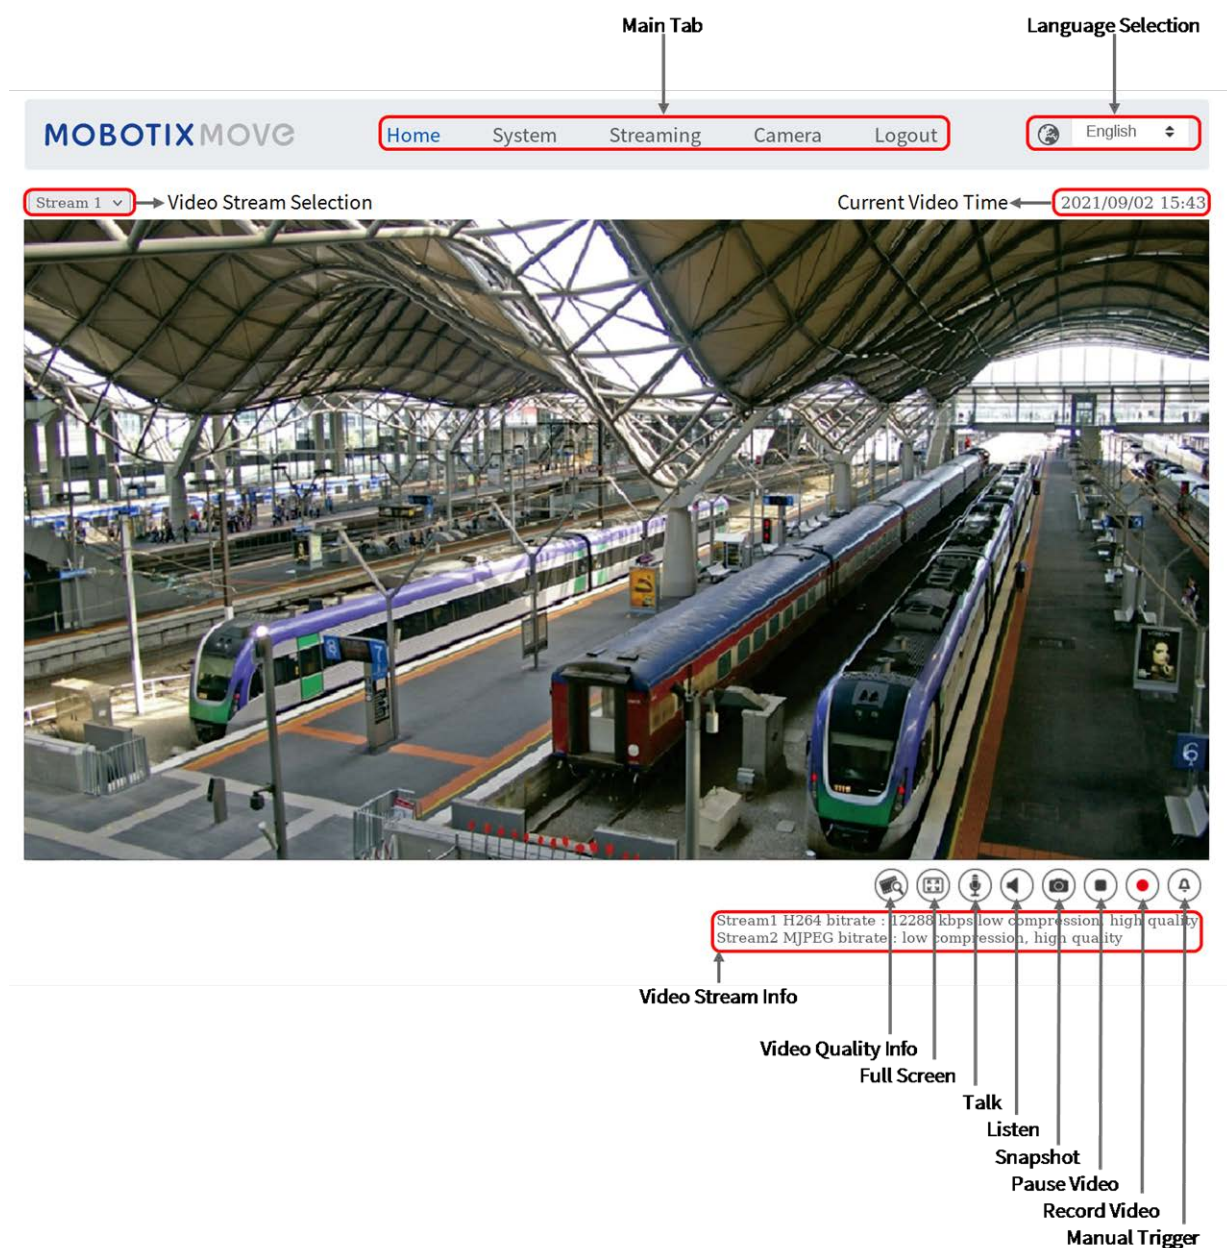 Main Tab
Language Selection
MOBOTIX MOVE
Home System Streaming Camera Logout
English
Stream 1
Video Stream Selection
Current Video Time
2021/09/02 15:43
6
Stream1 H264 bitrate : 12288 kbps low compression, high quality
Stream2 MJPEG bitrate : low compression, high quality
Video Stream Info
Video Quality Info
Full Screen
Talk
Listen
Snapshot
Pause Video
Record Video
Manual Trigger